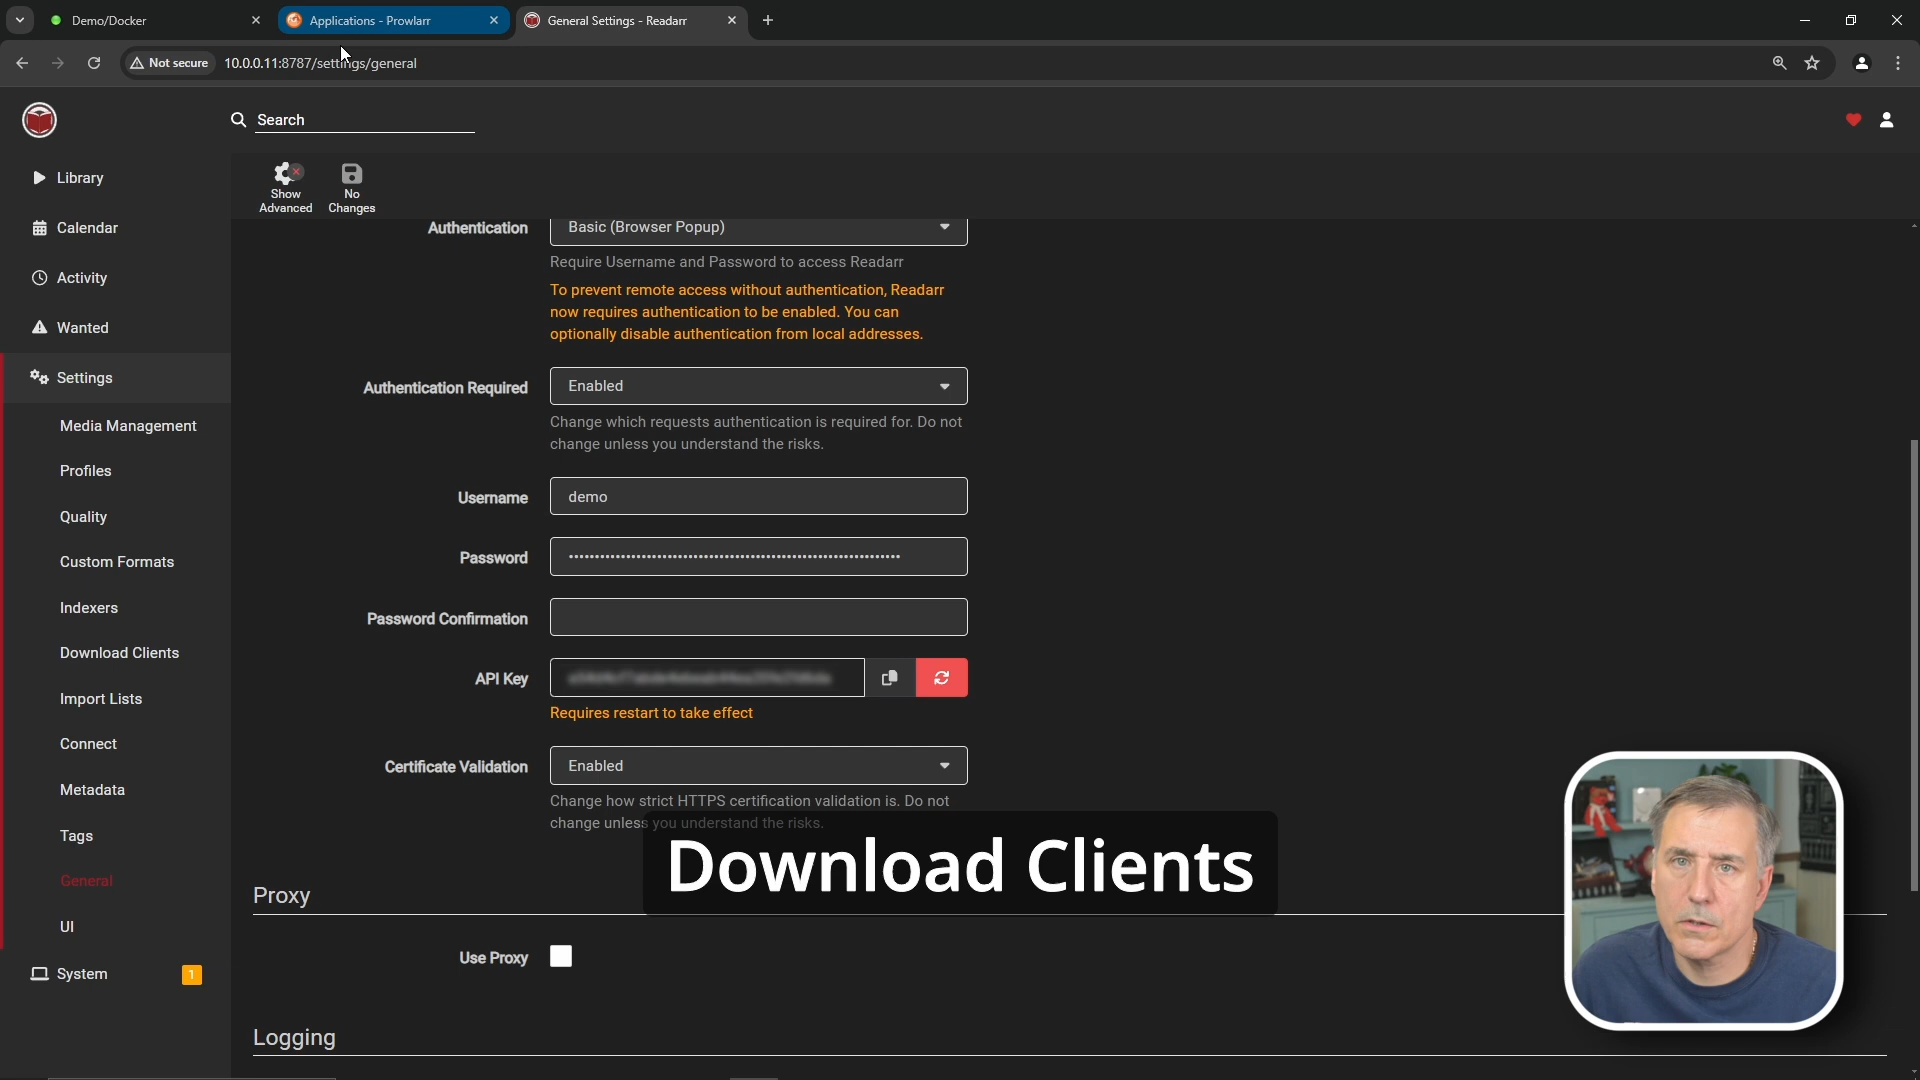 Demo/Docker
Applications - Prowlarr
General Settings - Readarr
Not secure
10.0.0.11:8787/settings/general
Search
Library
Calendar
Activity
Wanted
Settings
Media Management
Profiles
Quality
Custom Formats
Indexers
Download Clients
Import Lists
Connect
Metadata
Tags
General
UI
System
1
Show
Advanced
No
Changes
Authentication
Basic (Browser Popup)
Require Username and Password to access Readarr
To prevent remote access without authentication, Readarr
now requires authentication to be enabled. You can
optionally disable authentication from local addresses.
Authentication Required
Enabled
Change which requests authentication is required for. Do not
change unless you understand the risks.
Username
demo
Password
Password Confirmation
API Key
Requires restart to take effect
Certificate Validation
Enabled
Change how strict HTTPS certification validation is. Do not
change unless you understand the risks.
Download Clients
Proxy
Use Proxy
Logging